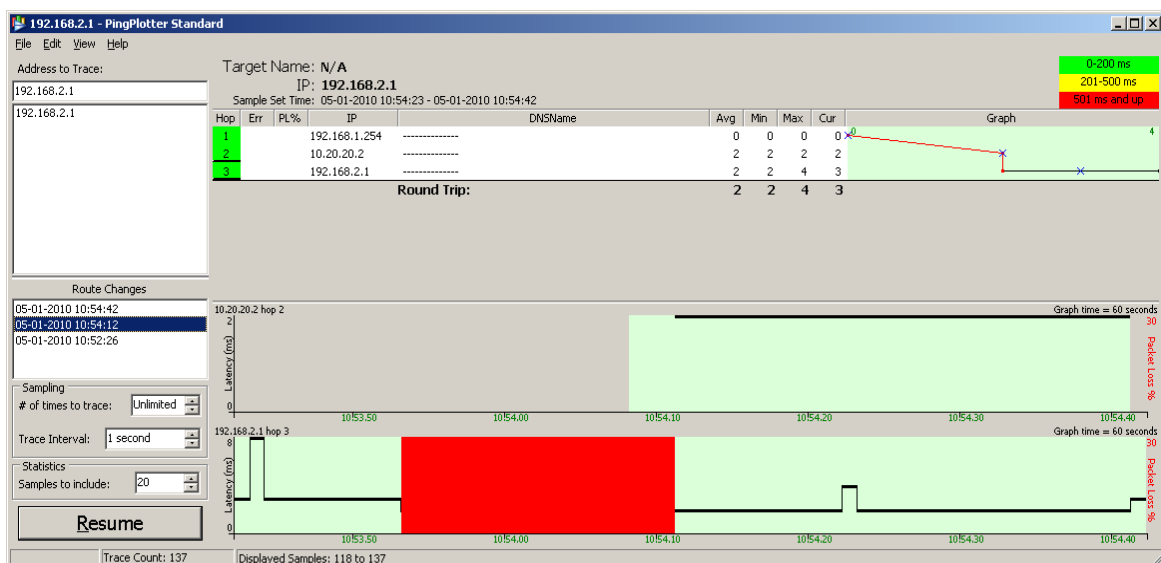 192.168.2.1 - PingPlotter Standard
File Edit View Help
Address to Trace:
192.168.2.1
192.168.2.1
Target Name: N/A
IP: 192.168.2.1
Sample Set Time: 05-01-2010 10:54:23 - 05-01-2010 10:54:42
0-200 ms
201-500 ms
501 ms and up
Hop Err PL% IP DNSName Avg Min Max Cur Graph
1 192.168.1.254 ------------- 0 0 0 0 0 4
2 10.20.20.2 ------------- 2 2 2 2
3 192.168.2.1 ------------- 2 2 4 3
Round Trip: 2 2 4 3
Route Changes
05-01-2010 10:54:42
05-01-2010 10:54:12
05-01-2010 10:52:26
Sampling
# of times to trace: Unlimited
Trace Interval: 1 second
Statistics
Samples to include: 20
Resume
10.20.20.2 hop 2 Graph time = 60 seconds
2 30
Latency (ms)
Packet Loss %
0
10:53.50 10:54.00 10:54.10 10:54.20 10:54.30 10:54.40
192.168.2.1 hop 3 Graph time = 60 seconds
8 30
Latency (ms)
Packet Loss %
0
10:53.50 10:54.00 10:54.10 10:54.20 10:54.30 10:54.40
Trace Count: 137 Displayed Samples: 118 to 137